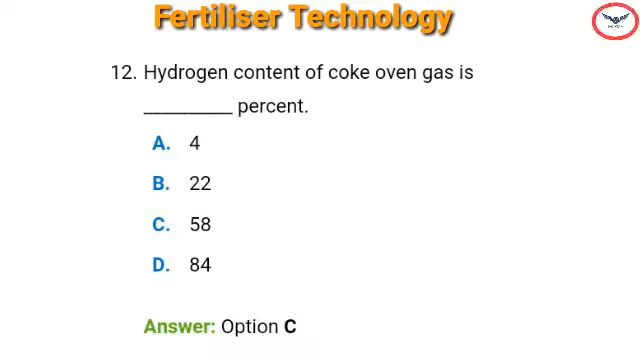 Fertiliser Technology
12. Hydrogen content of coke oven gas is
_________ percent.
A. 4
B. 22
C. 58
D. 84
Answer: Option C